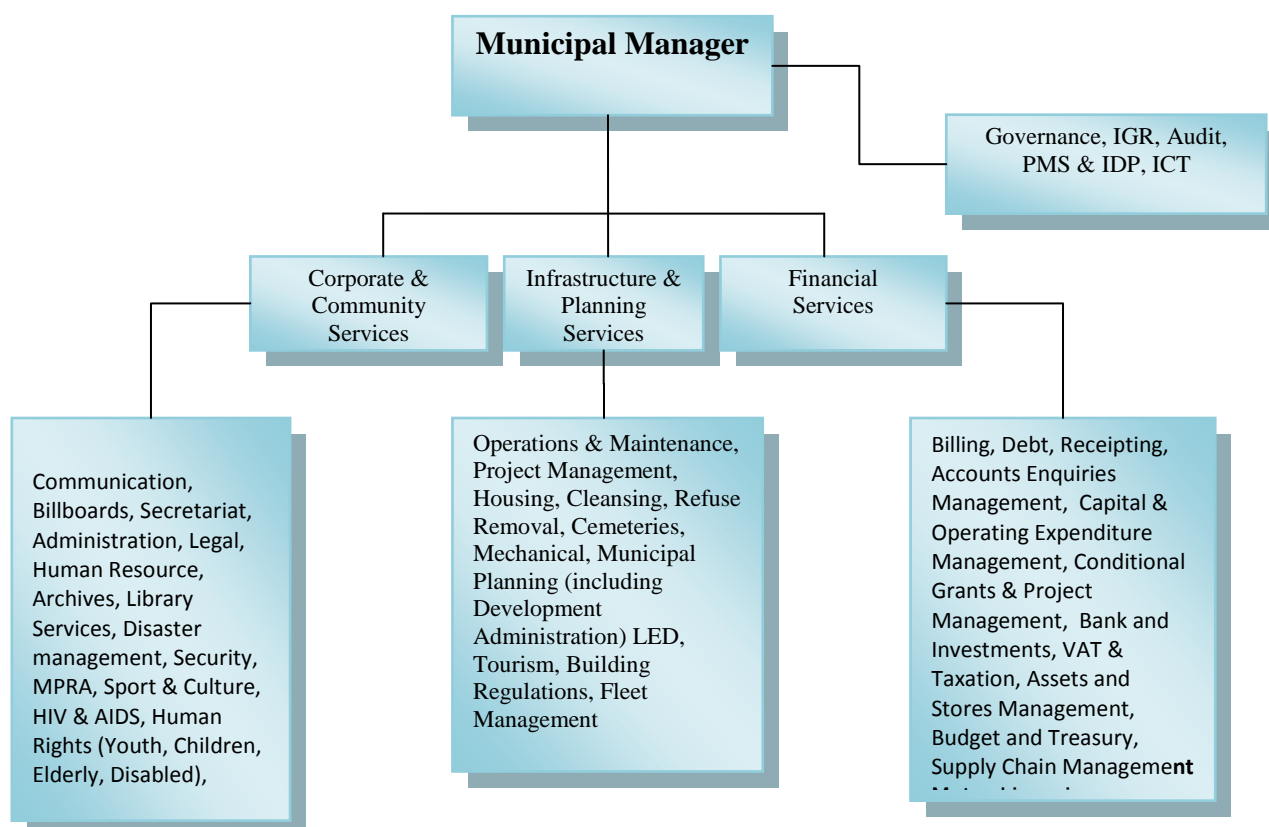 Municipal Manager
Governance, IGR, Audit,
PMS & IDP, ICT
Corporate &
Community
Services
Infrastructure &
Planning
Services
Financial
Services
Communication,
Billboards, Secretariat,
Administration, Legal,
Human Resource,
Archives, Library
Services, Disaster
management, Security,
MPRA, Sport & Culture,
HIV & AIDS, Human
Rights (Youth, Children,
Elderly, Disabled),
Operations & Maintenance,
Project Management,
Housing, Cleansing, Refuse
Removal, Cemeteries,
Mechanical, Municipal
Planning (including
Development
Administration) LED,
Tourism, Building
Regulations, Fleet
Management
Billing, Debt, Receipting,
Accounts Enquiries
Management, Capital &
Operating Expenditure
Management, Conditional
Grants & Project
Management, Bank and
Investments, VAT &
Taxation, Assets and
Stores Management,
Budget and Treasury,
Supply Chain Management